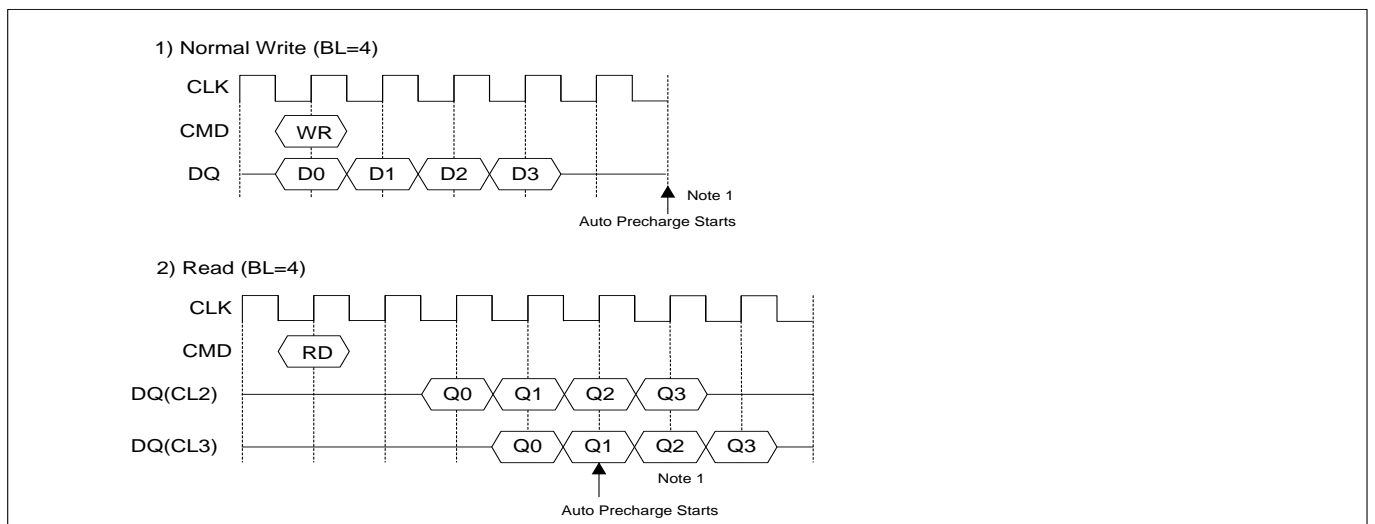 1) Normal Write (BL=4)
CLK
CMD WR
DQ D0 D1 D2 D3
Note 1
Auto Precharge Starts
2) Read (BL=4)
CLK
CMD RD
DQ(CL2) Q0 Q1 Q2 Q3
DQ(CL3) Q0 Q1 Q2 Q3
Note 1
Auto Precharge Starts